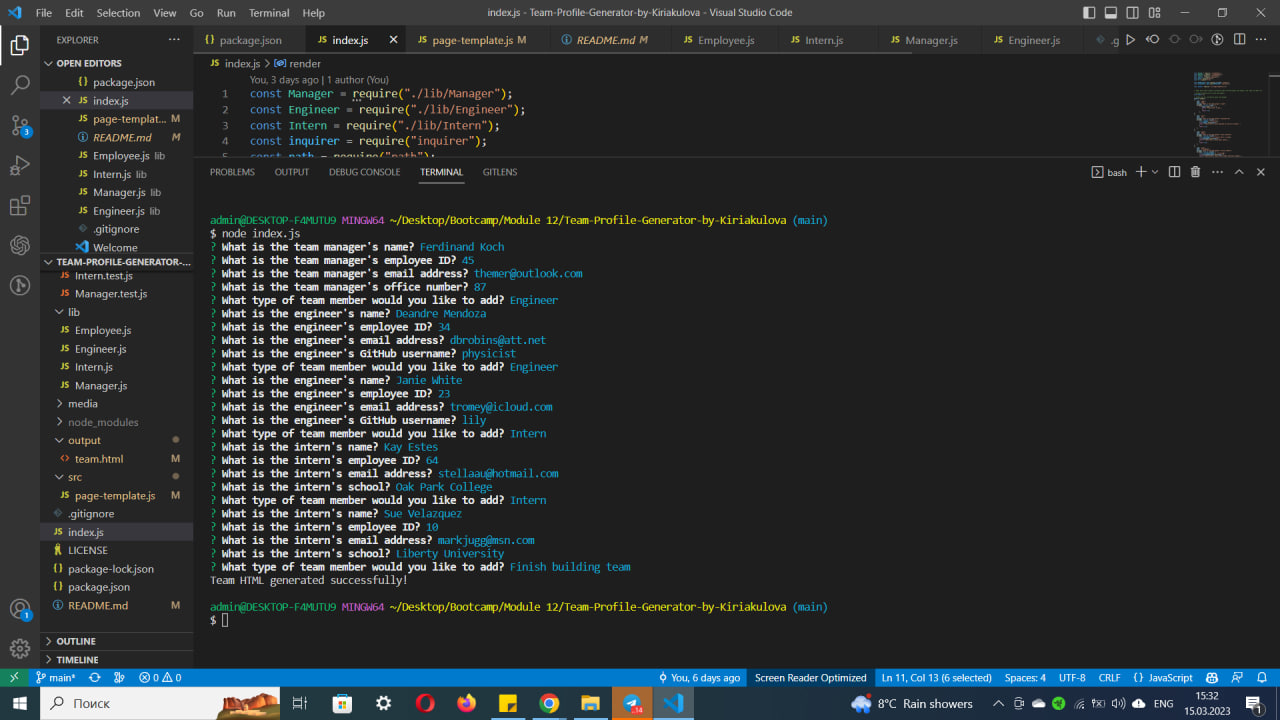 File Edit Selection View Go Run Terminal Help
index.js - Team-Profile-Generator-by-Kiriakulova - Visual Studio Code
EXPLORER
OPEN EDITORS
package.json
JS index.js
JS page-templat... M
README.md M
JS Employee.js lib
JS Intern.js lib
JS Manager.js lib
JS Engineer.js lib
.gitignore
Welcome
TEAM-PROFILE-GENERATOR-...
JS Intern.test.js
JS Manager.test.js
lib
JS Employee.js
JS Engineer.js
JS Intern.js
JS Manager.js
media
node_modules
output
team.html M
src
JS page-template.js M
.gitignore
JS index.js
LICENSE
package-lock.json
package.json
README.md M
OUTLINE
TIMELINE
package.json JS index.js JS page-template.js M README.md M JS Employee.js JS Intern.js JS Manager.js JS Engineer.js .g
JS index.js > render
You, 3 days ago | 1 author (You)
1 const Manager = require("./lib/Manager");
2 const Engineer = require("./lib/Engineer");
3 const Intern = require("./lib/Intern");
4 const inquirer = require("inquirer");
5 const path = require("path");
PROBLEMS OUTPUT DEBUG CONSOLE TERMINAL GITLENS bash
admin@DESKTOP-F4MUTU9 MINGW64 ~/Desktop/Bootcamp/Module 12/Team-Profile-Generator-by-Kiriakulova (main)
$ node index.js
? What is the team manager's name? Ferdinand Koch
? What is the team manager's employee ID? 45
? What is the team manager's email address? themer@outlook.com
? What is the team manager's office number? 87
? What type of team member would you like to add? Engineer
? What is the engineer's name? Deandre Mendoza
? What is the engineer's employee ID? 34
? What is the engineer's email address? dbrobins@att.net
? What is the engineer's GitHub username? physicist
? What type of team member would you like to add? Engineer
? What is the engineer's name? Janie White
? What is the engineer's employee ID? 23
? What is the engineer's email address? tromey@icloud.com
? What is the engineer's GitHub username? lily
? What type of team member would you like to add? Intern
? What is the intern's name? Kay Estes
? What is the intern's employee ID? 64
? What is the intern's email address? stellaau@hotmail.com
? What is the intern's school? Oak Park College
? What type of team member would you like to add? Intern
? What is the intern's name? Sue Velazquez
? What is the intern's employee ID? 10
? What is the intern's email address? markjugg@msn.com
? What is the intern's school? Liberty University
? What type of team member would you like to add? Finish building team
Team HTML generated successfully!
admin@DESKTOP-F4MUTU9 MINGW64 ~/Desktop/Bootcamp/Module 12/Team-Profile-Generator-by-Kiriakulova (main)
$
3
1
main* 0 0 You, 6 days ago Screen Reader Optimized Ln 11, Col 13 (6 selected) Spaces: 4 UTF-8 CRLF JavaScript
Поиск 14 8°C Rain showers ENG 15:32
15.03.2023 1